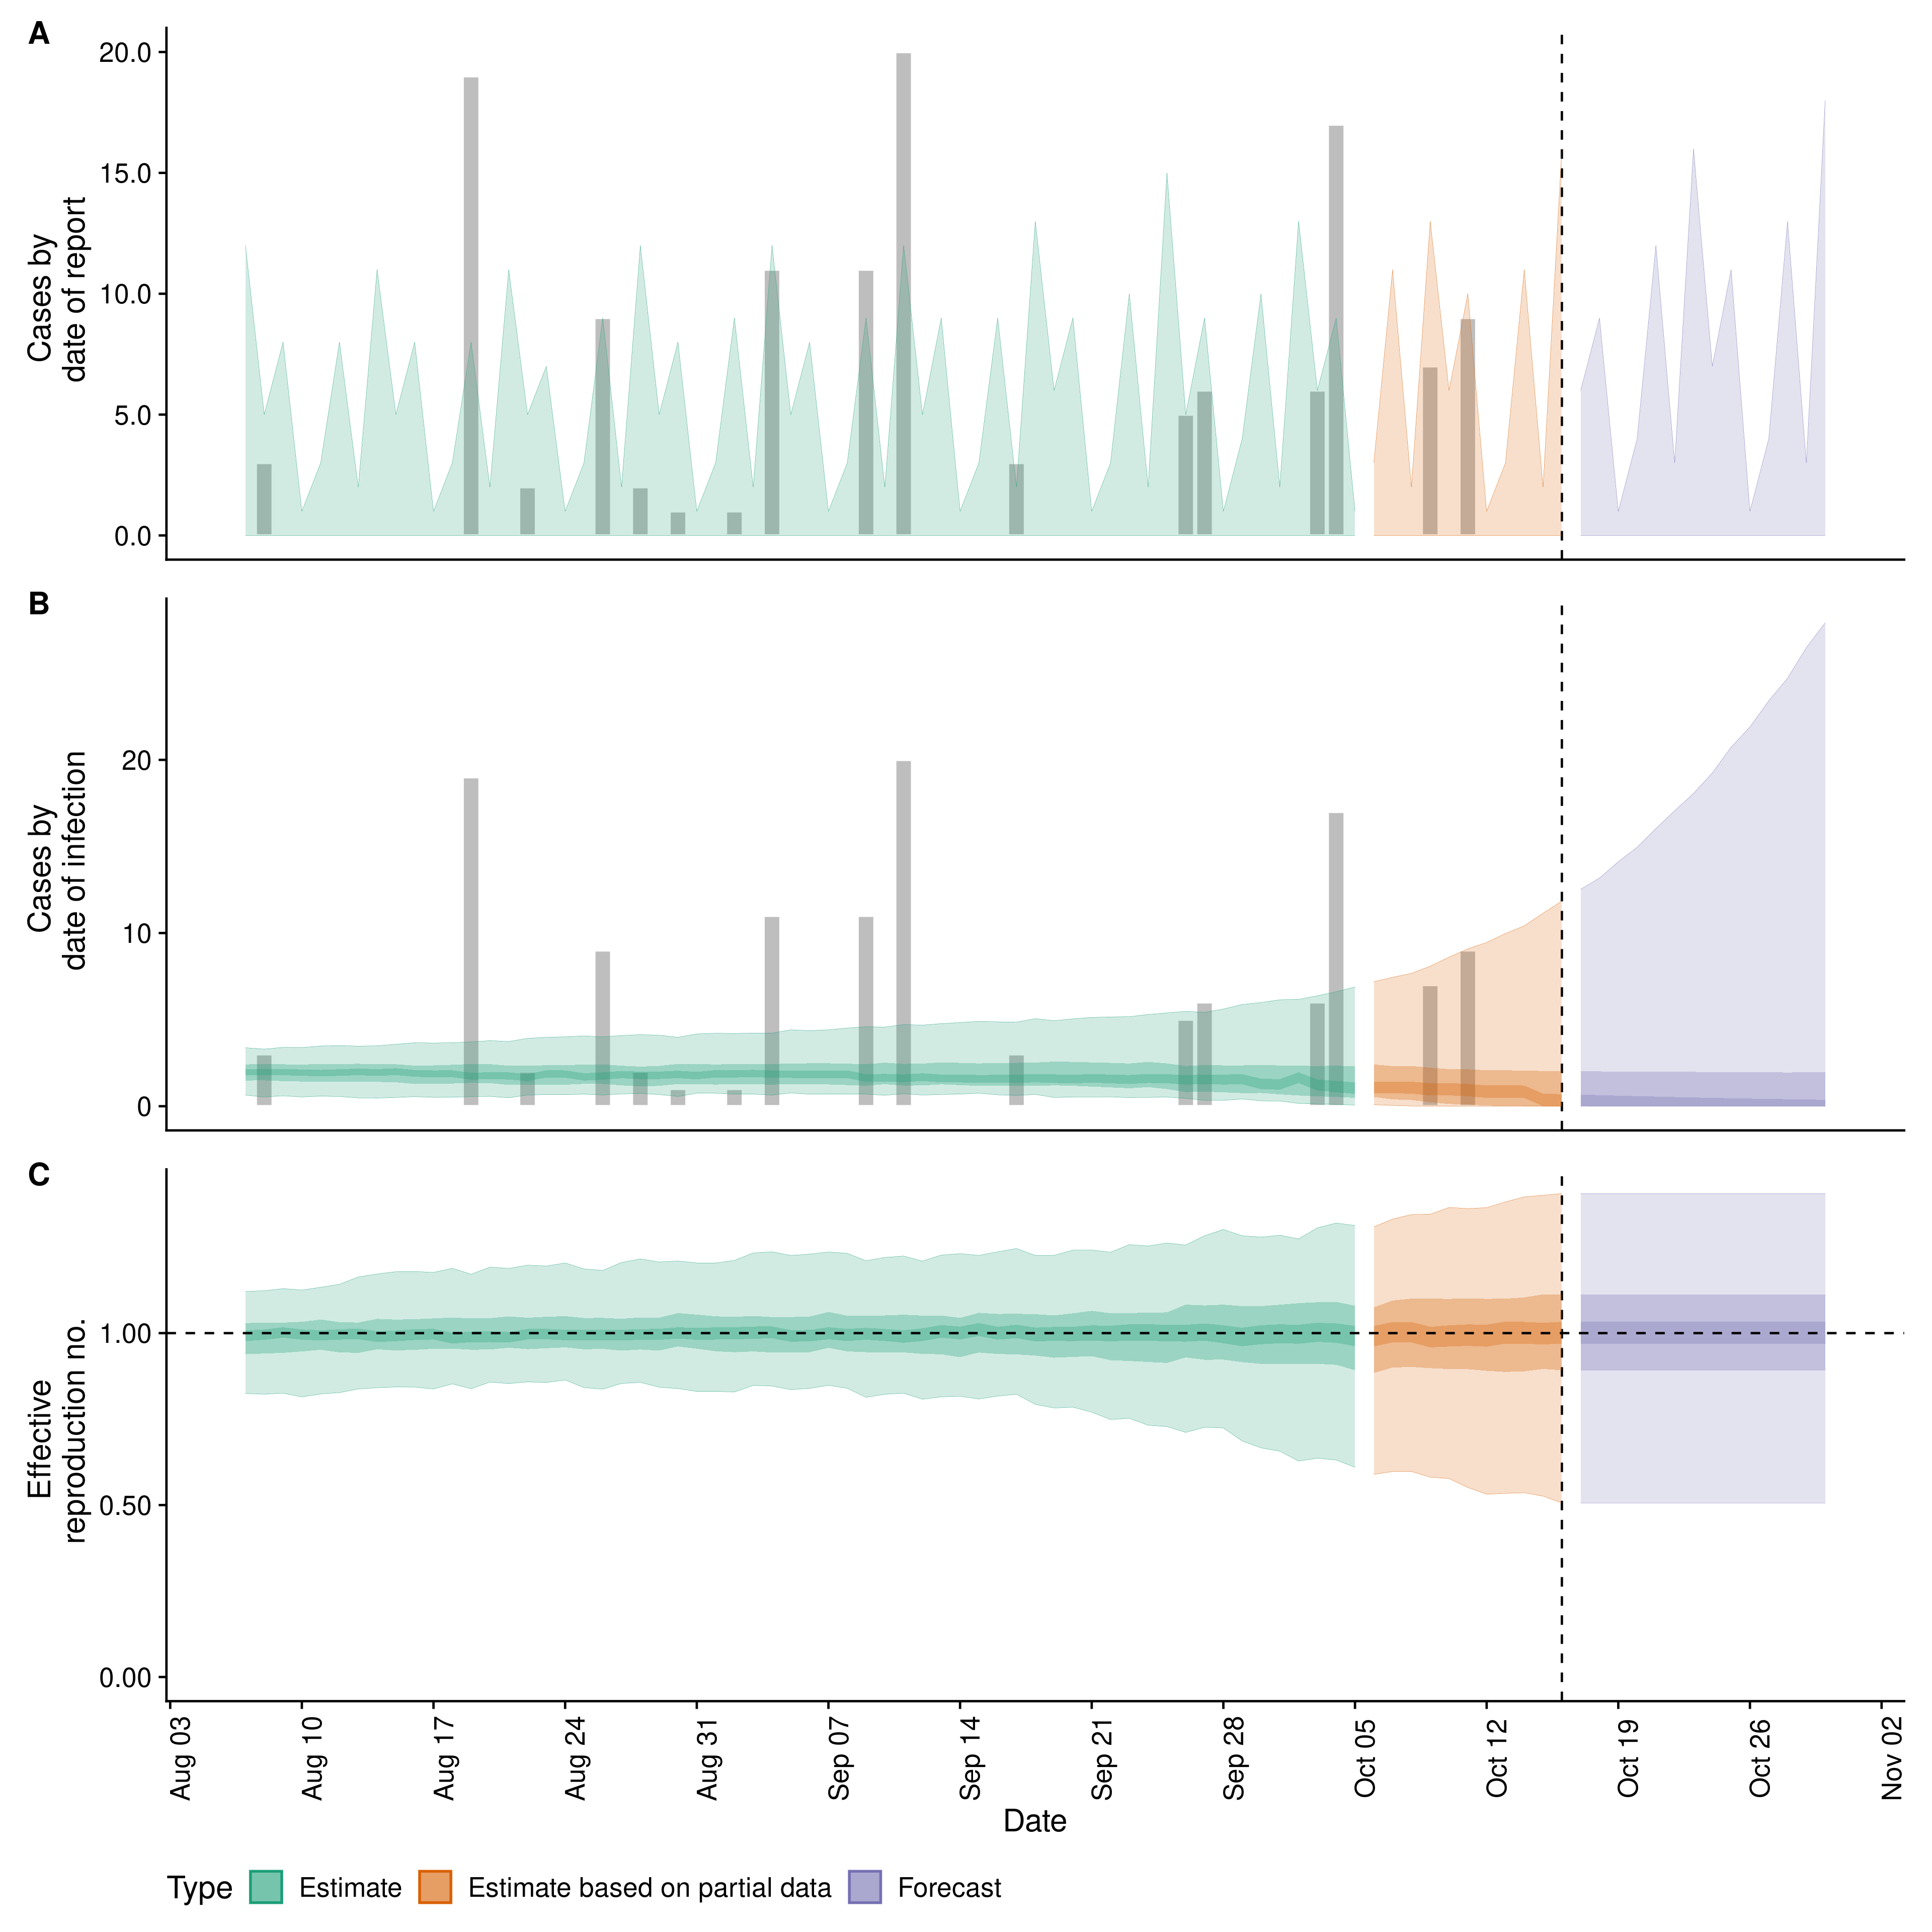 A
20.0
15.0
10.0
5.0
0.0
Cases by
date of report
B
20
10
0
Cases by
date of infection
C
1.00
0.50
0.00
Effective
reproduction no.
Aug 03
Aug 10
Aug 17
Aug 24
Aug 31
Sep 07
Sep 14
Sep 21
Sep 28
Oct 05
Oct 12
Oct 19
Oct 26
Nov 02
Date
Type
Estimate
Estimate based on partial data
Forecast